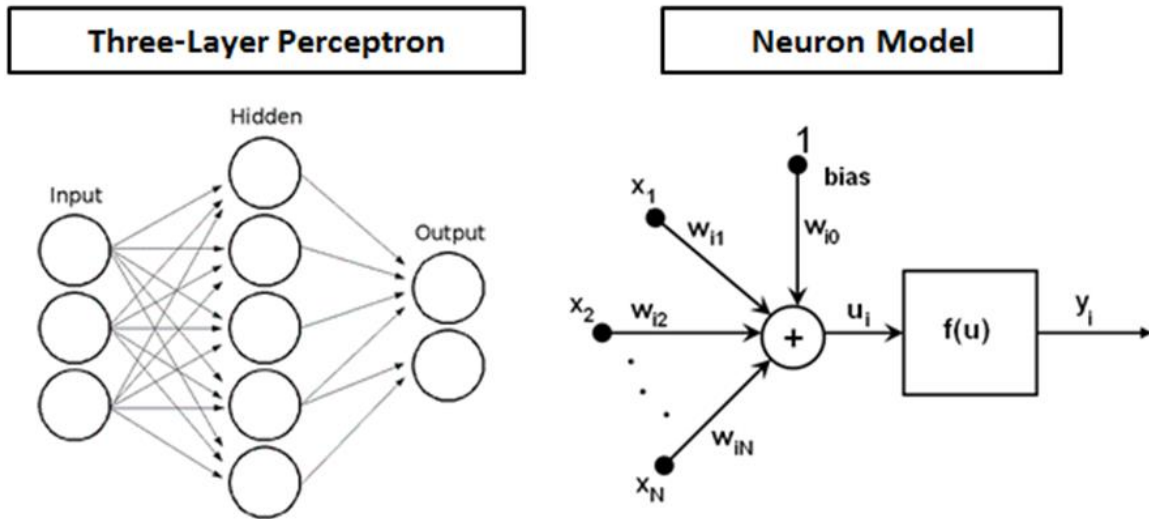 Three-Layer Perceptron
Neuron Model
Hidden
Input
Output
1
bias
x1
wi1
wi0
x2
wi2
ui
f(u)
yi
+
wiN
xN